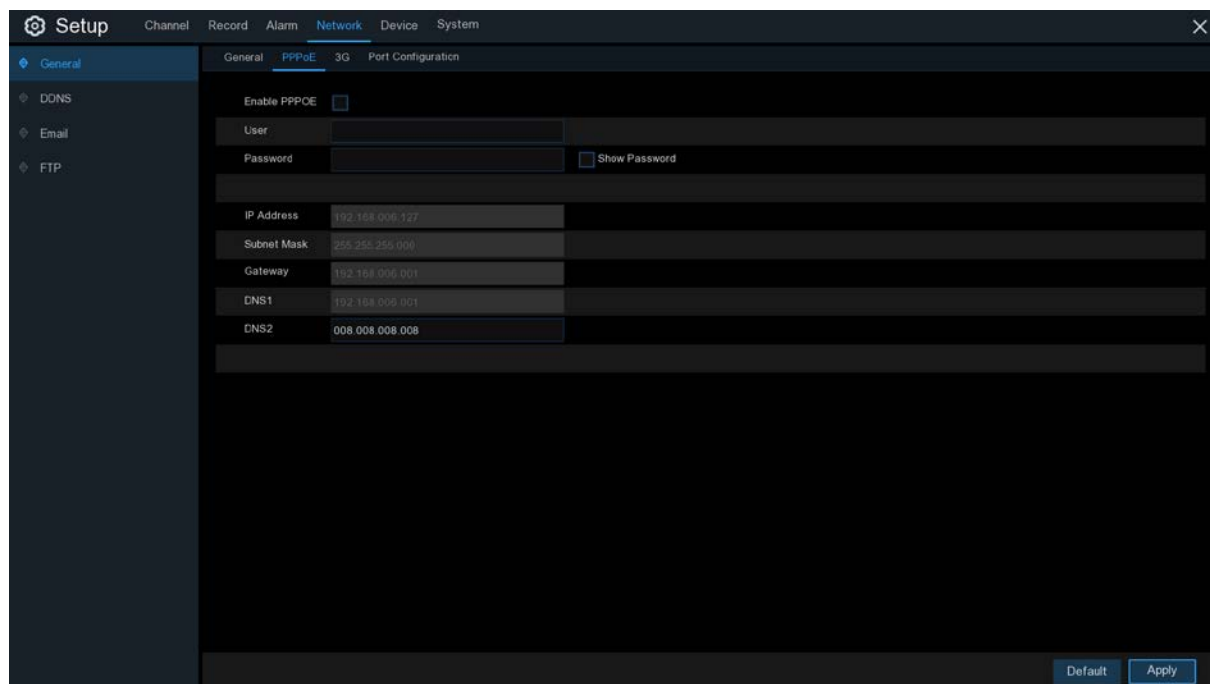 Setup Channel Record Alarm Network Device System
General PPPoE 3G Port Configuration
General
DDNS
Email
FTP
Enable PPPOE
User
Password Show Password
IP Address 192.168.006.127
Subnet Mask 255.255.255.000
Gateway 192.168.006.001
DNS1 192.168.006.001
DNS2 008.008.008.008
Default Apply